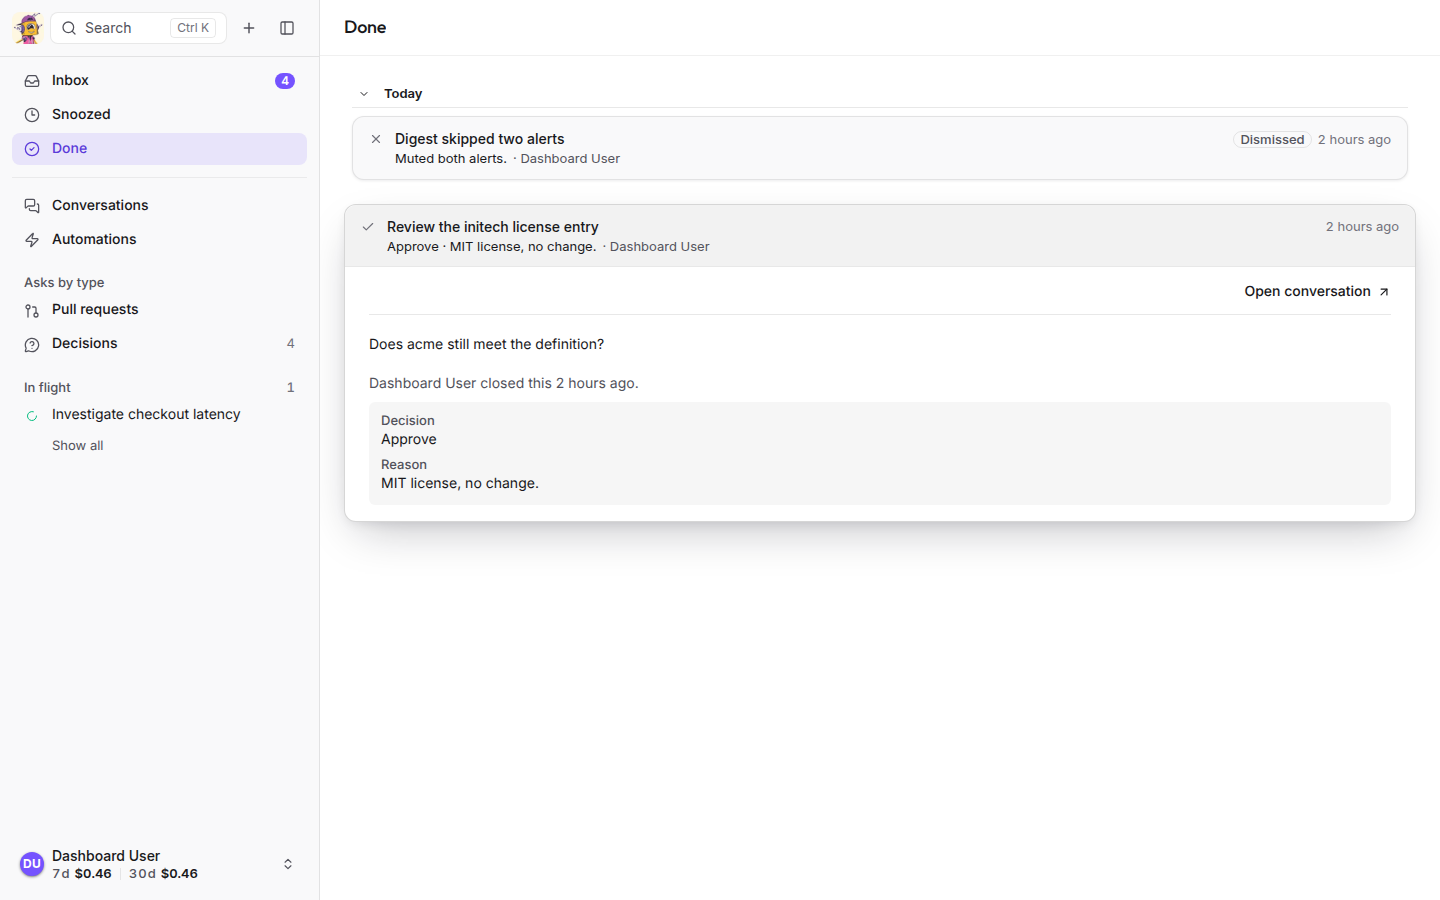 Search
Ctrl K
Inbox
4
Snoozed
Done
Conversations
Automations
Asks by type
Pull requests
Decisions
4
In flight
1
Investigate checkout latency
Show all
DU
Dashboard User
7d $0.46 30d $0.46
Done
Today
Digest skipped two alerts
Dismissed 2 hours ago
Muted both alerts. · Dashboard User
Review the initech license entry
2 hours ago
Approve · MIT license, no change. · Dashboard User
Open conversation
Does acme still meet the definition?
Dashboard User closed this 2 hours ago.
Decision
Approve
Reason
MIT license, no change.